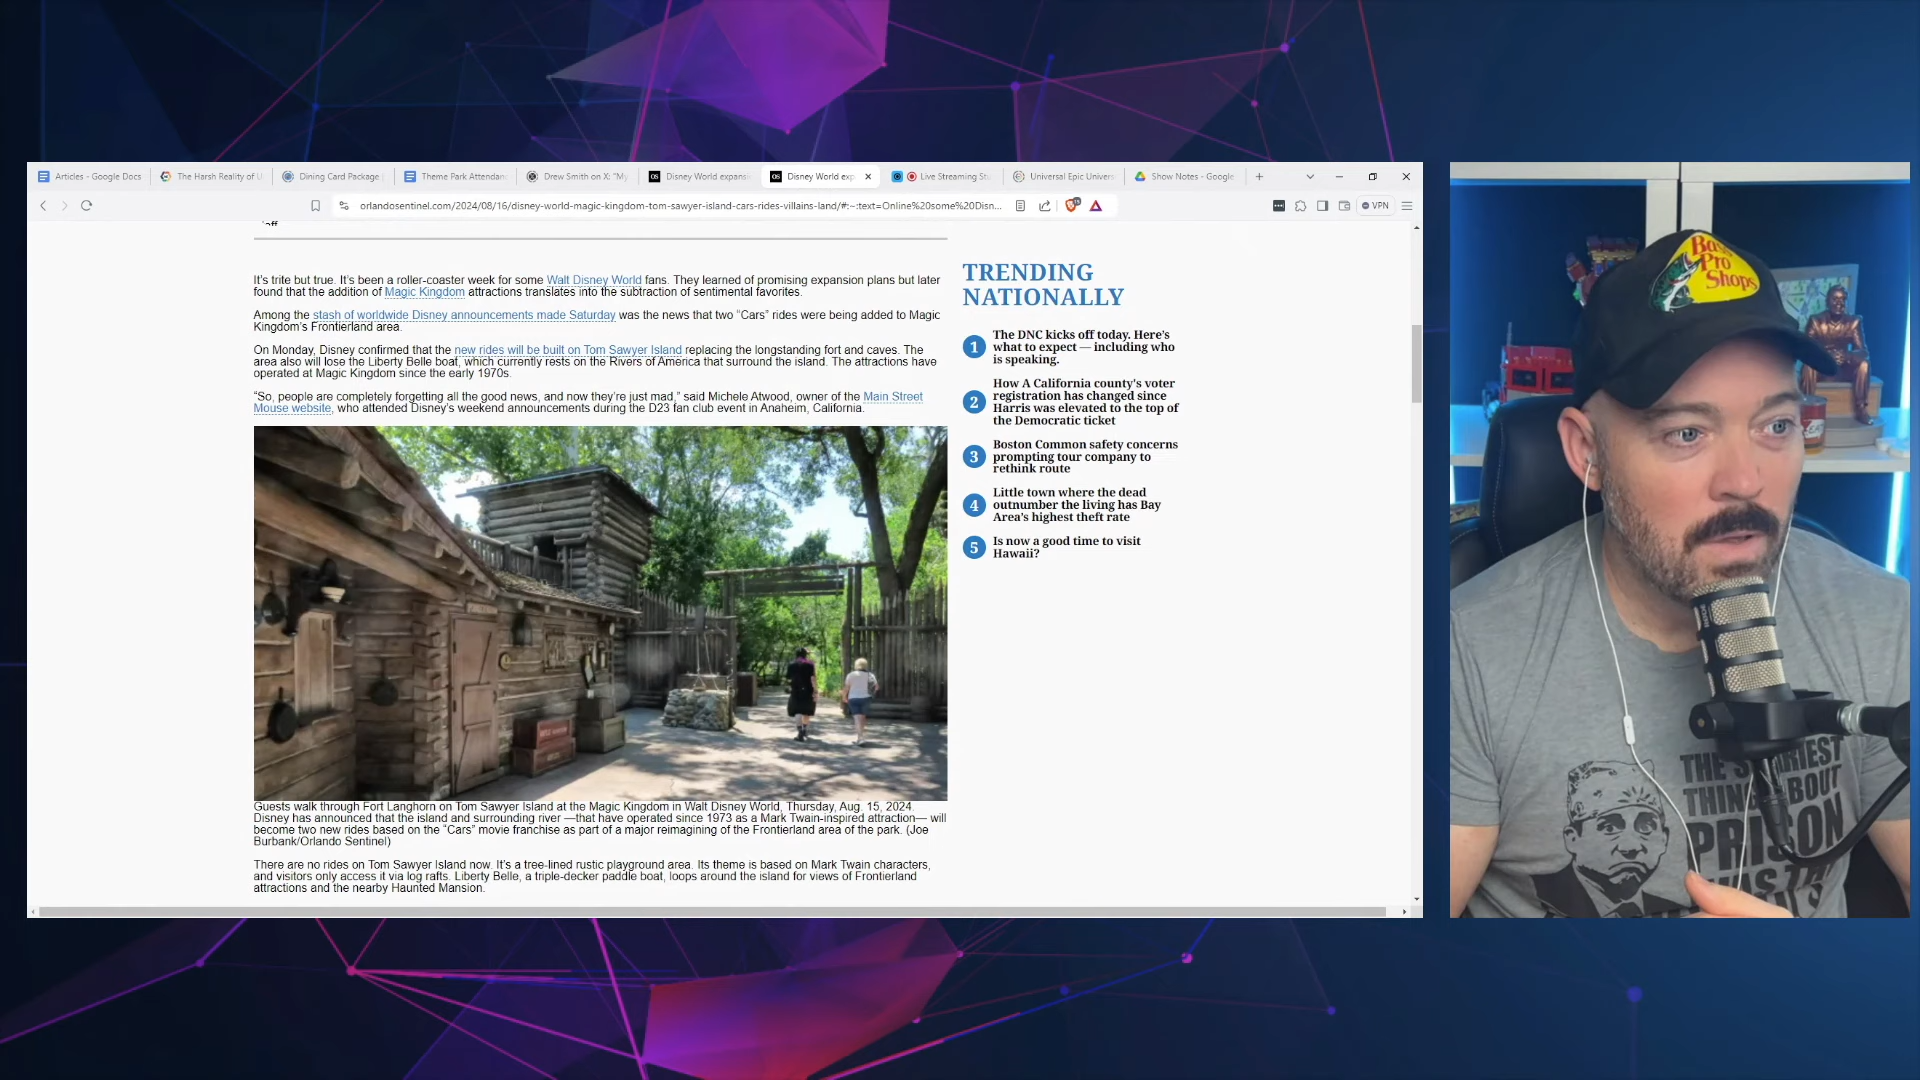 Articles - Google Docs
The Harsh Reality of U
Dining Card Package
Theme Park Attendan
Drew Smith on X: "My
OS
Disney World expansi
OS
Disney World exp
Live Streaming Stu
Universal Epic Univers
Show Notes - Google
orlandosentinel.com/2024/08/16/disney-world-magic-kingdom-tom-sawyer-island-cars-rides-villains-land/#:~:text=Online%20some%20Disn...
VPN
It's trite but true. It's been a roller-coaster week for some Walt Disney World fans. They learned of promising expansion plans but later
found that the addition of Magic Kingdom attractions translates into the subtraction of sentimental favorites.
Among the stash of worldwide Disney announcements made Saturday was the news that two “Cars” rides were being added to Magic
Kingdom's Frontierland area.
On Monday, Disney confirmed that the new rides will be built on Tom Sawyer Island replacing the longstanding fort and caves. The
area also will lose the Liberty Belle boat, which currently rests on the Rivers of America that surround the island. The attractions have
operated at Magic Kingdom since the early 1970s.
“So, people are completely forgetting all the good news, and now they're just mad,” said Michele Atwood, owner of the Main Street
Mouse website, who attended Disney's weekend announcements during the D23 fan club event in Anaheim, California.
Guests walk through Fort Langhorn on Tom Sawyer Island at the Magic Kingdom in Walt Disney World, Thursday, Aug. 15, 2024.
Disney has announced that the island and surrounding river —that have operated since 1973 as a Mark Twain-inspired attraction— will
become two new rides based on the “Cars” movie franchise as part of a major reimagining of the Frontierland area of the park. (Joe
Burbank/Orlando Sentinel)
There are no rides on Tom Sawyer Island now. It's a tree-lined rustic playground area. Its theme is based on Mark Twain characters,
and visitors only access it via log rafts. Liberty Belle, a triple-decker paddle boat, loops around the island for views of Frontierland
attractions and the nearby Haunted Mansion.
TRENDING
NATIONALLY
1 The DNC kicks off today. Here's
what to expect — including who
is speaking.
2 How A California county's voter
registration has changed since
Harris was elevated to the top of
the Democratic ticket
3 Boston Common safety concerns
prompting tour company to
rethink route
4 Little town where the dead
outnumber the living has Bay
Area's highest theft rate
5 Is now a good time to visit
Hawaii?
Bass
Pro
Shops
THE SCARIEST
THING ABOUT
PRISON
WAS TH